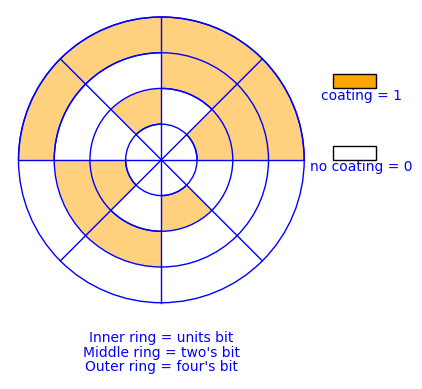 coating = 1
no coating = 0
Inner ring = units bit
Middle ring = two's bit
Outer ring = four's bit